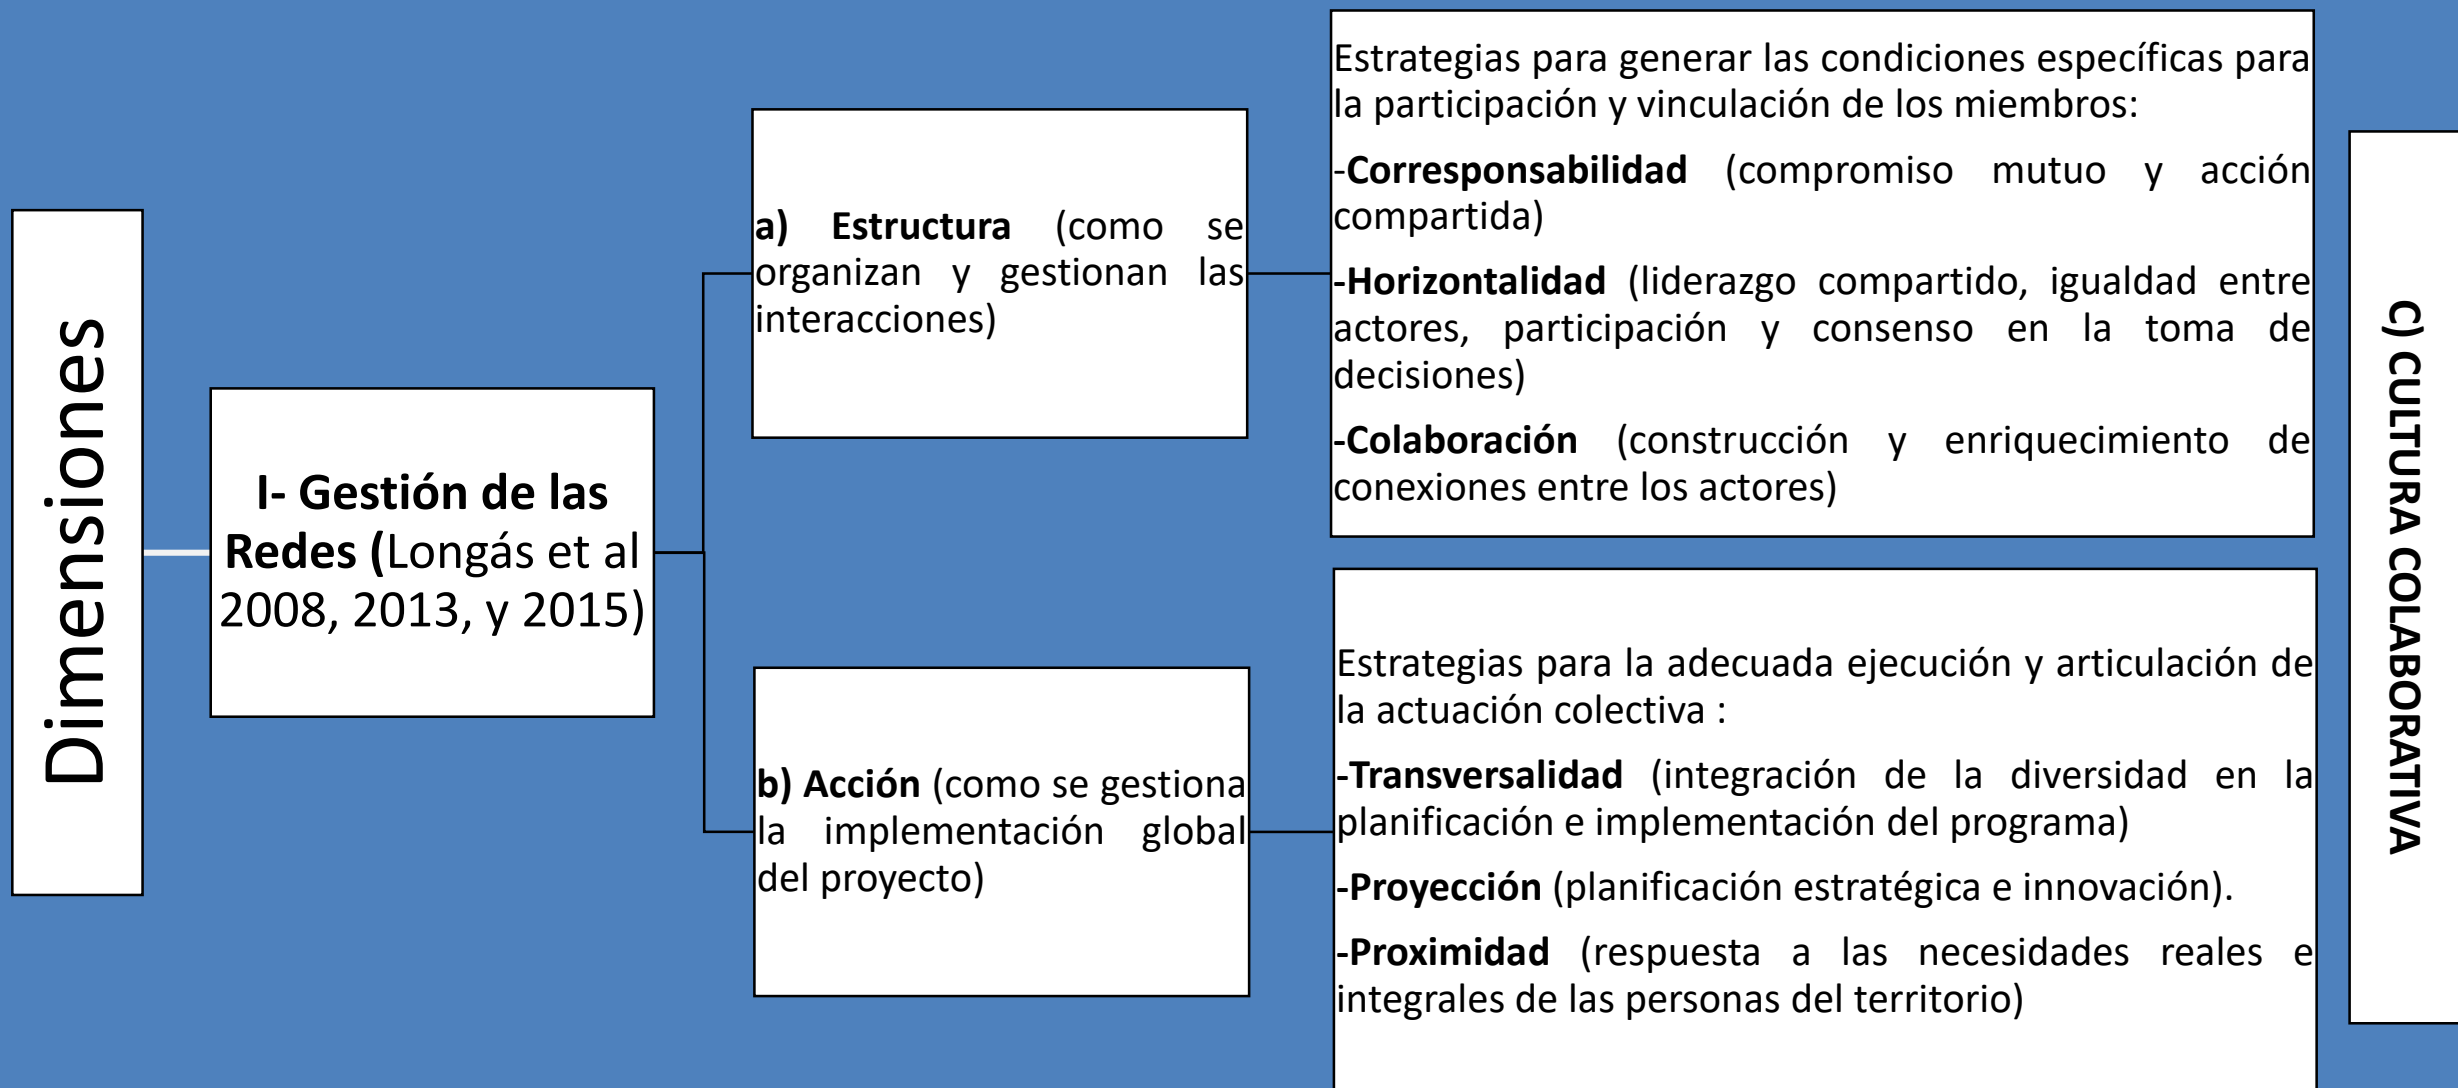 Dimensiones
I- Gestión de las
Redes (Longás et al
2008, 2013, y 2015)
a) Estructura (como se
organizan y gestionan las
interacciones)
Estrategias para generar las condiciones específicas para
la participación y vinculación de los miembros:
-Corresponsabilidad (compromiso mutuo y acción
compartida)
-Horizontalidad (liderazgo compartido, igualdad entre
actores, participación y consenso en la toma de
decisiones)
-Colaboración (construcción y enriquecimiento de
conexiones entre los actores)
b) Acción (como se gestiona
la implementación global
del proyecto)
Estrategias para la adecuada ejecución y articulación de
la actuación colectiva :
-Transversalidad (integración de la diversidad en la
planificación e implementación del programa)
-Proyección (planificación estratégica e innovación).
-Proximidad (respuesta a las necesidades reales e
integrales de las personas del territorio)
C) CULTURA COLABORATIVA